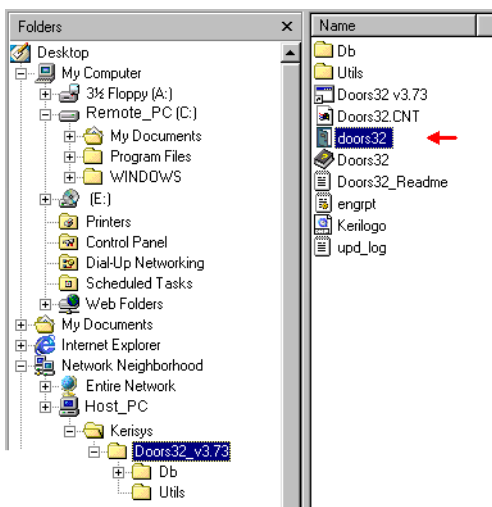 Folders
Desktop
My Computer
3½ Floppy (A:)
Remote_PC (C:)
My Documents
Program Files
WINDOWS
(E:)
Printers
Control Panel
Dial-Up Networking
Scheduled Tasks
Web Folders
My Documents
Internet Explorer
Network Neighborhood
Entire Network
Host_PC
Kerisys
Doors32_v3.73
Db
Utils
Name
Db
Utils
Doors32 v3.73
Doors32.CNT
doors32
Doors32
Doors32_Readme
engrpt
Kerilogo
upd_log